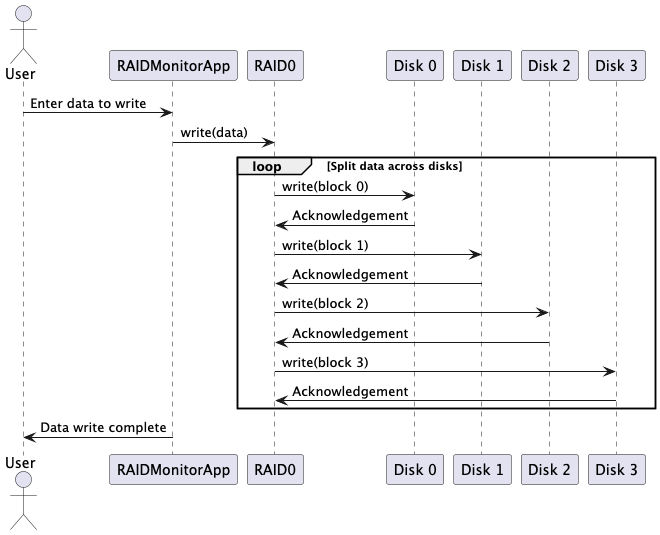 User
RAIDMonitorApp
RAID0
Disk 0
Disk 1
Disk 2
Disk 3
Enter data to write
write(data)
loop
[Split data across disks]
write(block 0)
Acknowledgement
write(block 1)
Acknowledgement
write(block 2)
Acknowledgement
write(block 3)
Acknowledgement
Data write complete
User
RAIDMonitorApp
RAID0
Disk 0
Disk 1
Disk 2
Disk 3